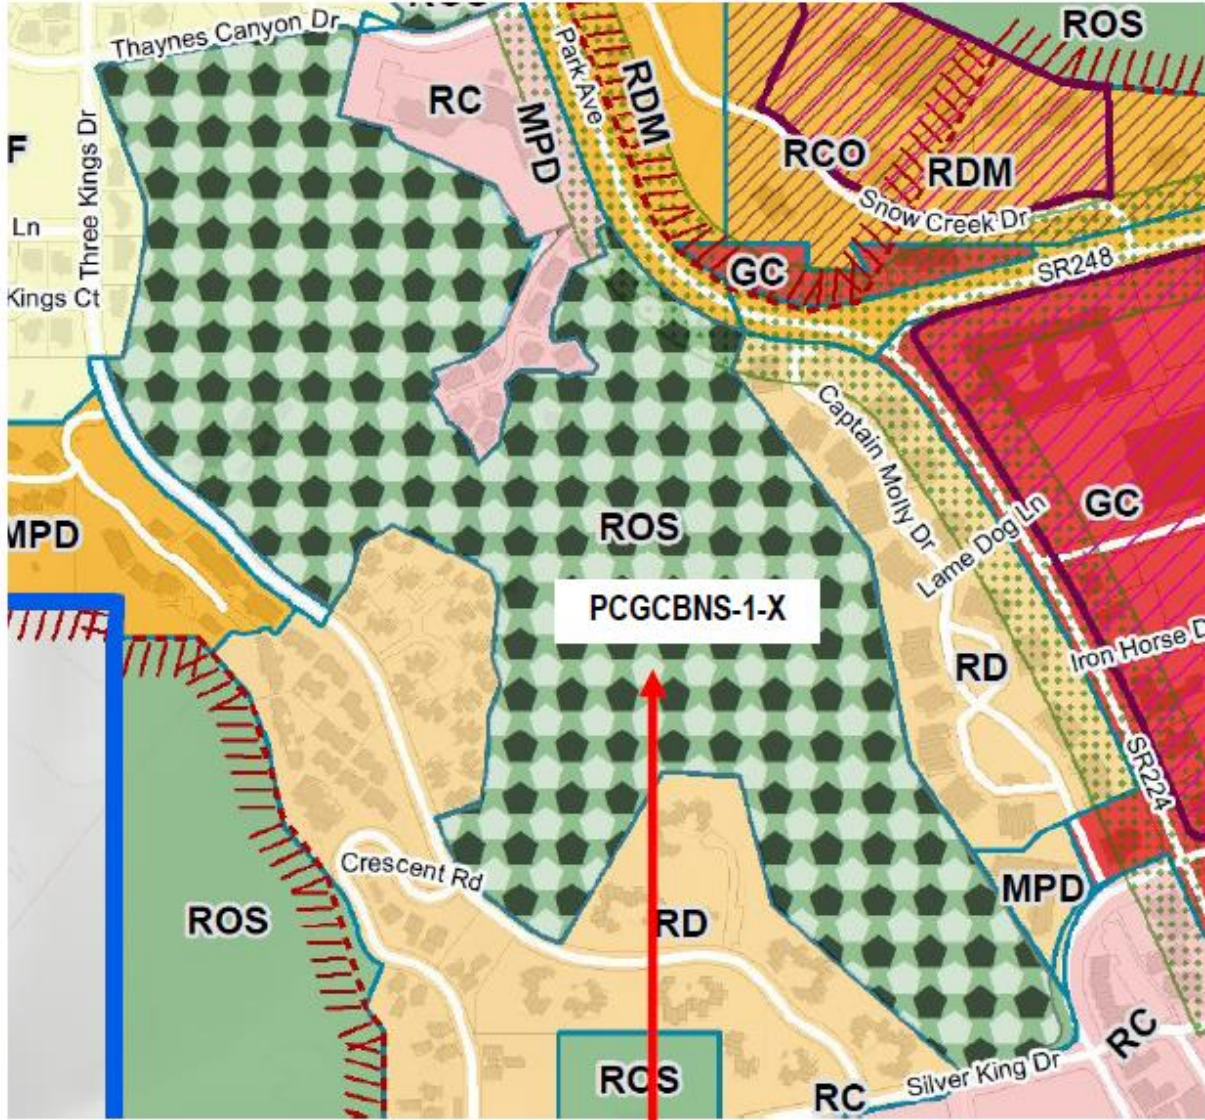 ROS
Thaynes Canyon Dr
RC
MPD
Park Ave
RDM
ROS
RCO
RDM
Snow Creek Dr
F
Three Kings Dr
Ln
Kings Ct
GC
SR248
Captain Molly Dr
GC
MPD
ROS
Lame Dog Ln
PCGCBNS-1-X
Iron Horse D
RD
SR224
Crescent Rd
MPD
ROS
RD
RC
ROS
Silver King Dr
RC